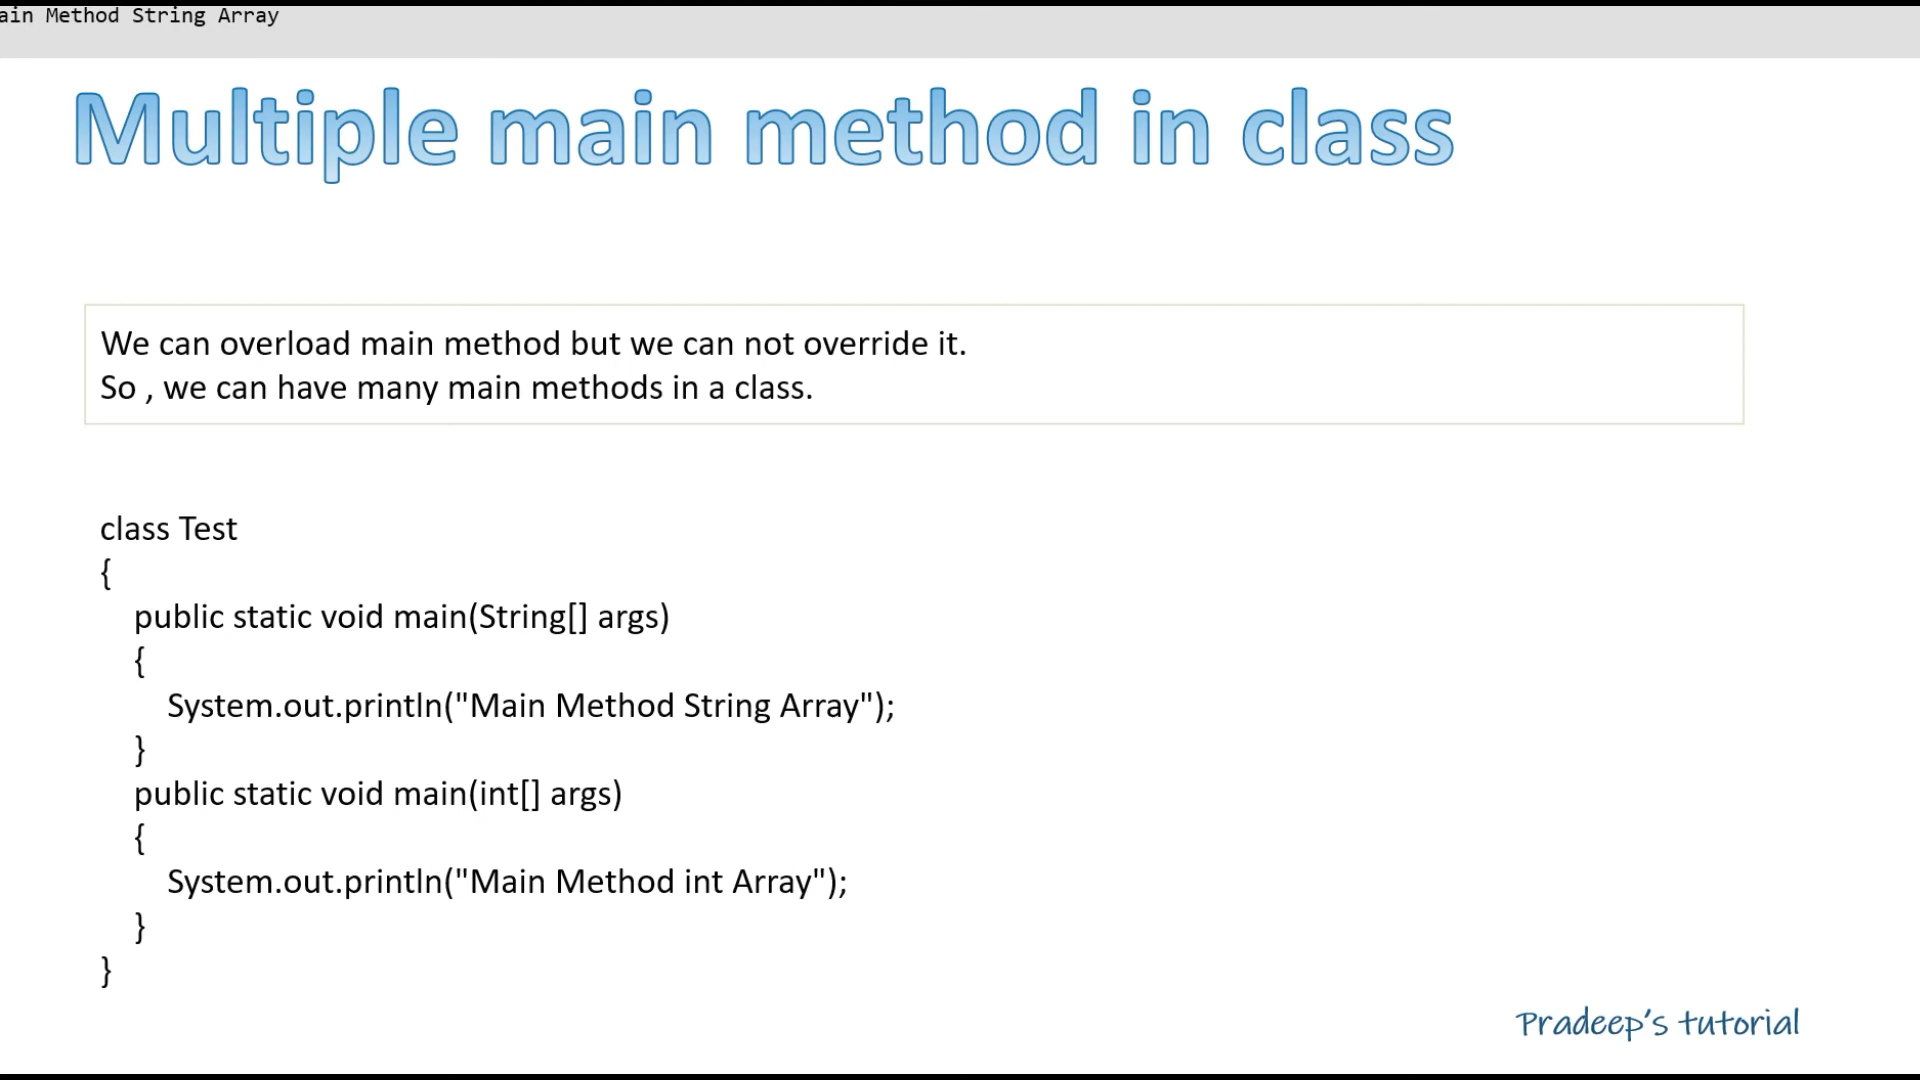 ain Method String Array
Multiple main method in class
We can overload main method but we can not override it.
So , we can have many main methods in a class.
class Test
{
public static void main(String[] args)
{
System.out.println("Main Method String Array");
}
public static void main(int[] args)
{
System.out.println("Main Method int Array");
}
}
Pradeep's tutorial